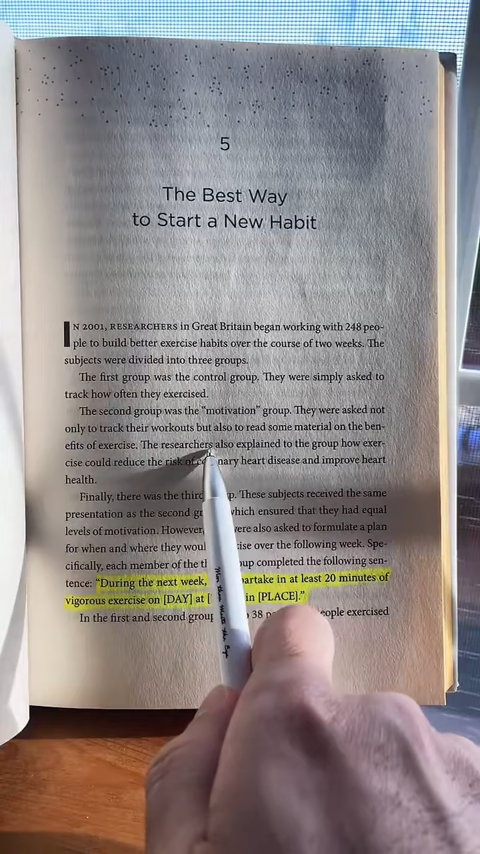 5
The Best Way
to Start a New Habit
IN 2001, RESEARCHERS in Great Britain began working with 248 peo-
ple to build better exercise habits over the course of two weeks. The
subjects were divided into three groups.
The first group was the control group. They were simply asked to
track how often they exercised.
The second group was the “motivation” group. They were asked not
only to track their workouts but also to read some material on the ben-
efits of exercise. The researchers also explained to the group how exer-
cise could reduce the risk of nary heart disease and improve heart
health.
Finally, there was the third p. These subjects received the same
presentation as the second gr which ensured that they had equal
levels of motivation. However, were also asked to formulate a plan
for when and where they woul ise over the following week. Spe-
cifically, each member of the th oup completed the following sen-
tence: “During the next week, partake in at least 20 minutes of
vigorous exercise on [DAY] at [ in [PLACE].”
In the first and second group 38 p eople exercised